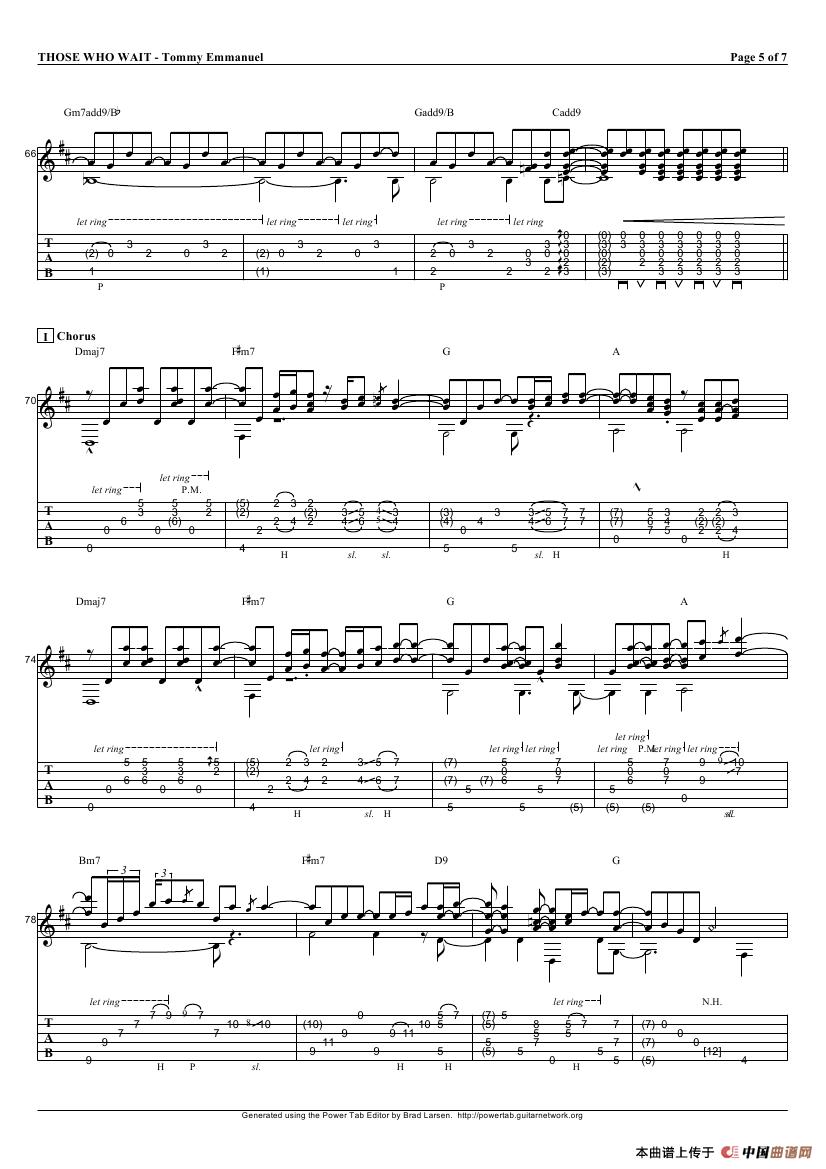 THOSE WHO WAIT - Tommy Emmanuel Page 5 of 7
Gm7add9/B♭ Gadd9/B Cadd9
66
let ring let ring let ring let ring let ring
T
A
B
P P
I Chorus
Dmaj7 F#m7 G A
70
let ring
let ring P.M.
T
A
B
H sl. sl. sl. H H
Dmaj7 F#m7 G A
74
let ring
let ring let ring let ring let ring let ring P.M. let ring let ring
T
A
B
H sl. H
Bm7 3 3 F#m7 D9 G
78
let ring let ring N.H.
T
A
B
H P sl. H H H
Generated using the Power Tab Editor by Brad Larsen. http://powertab.guitarnetwork.org
本曲谱上传于 中国曲谱网